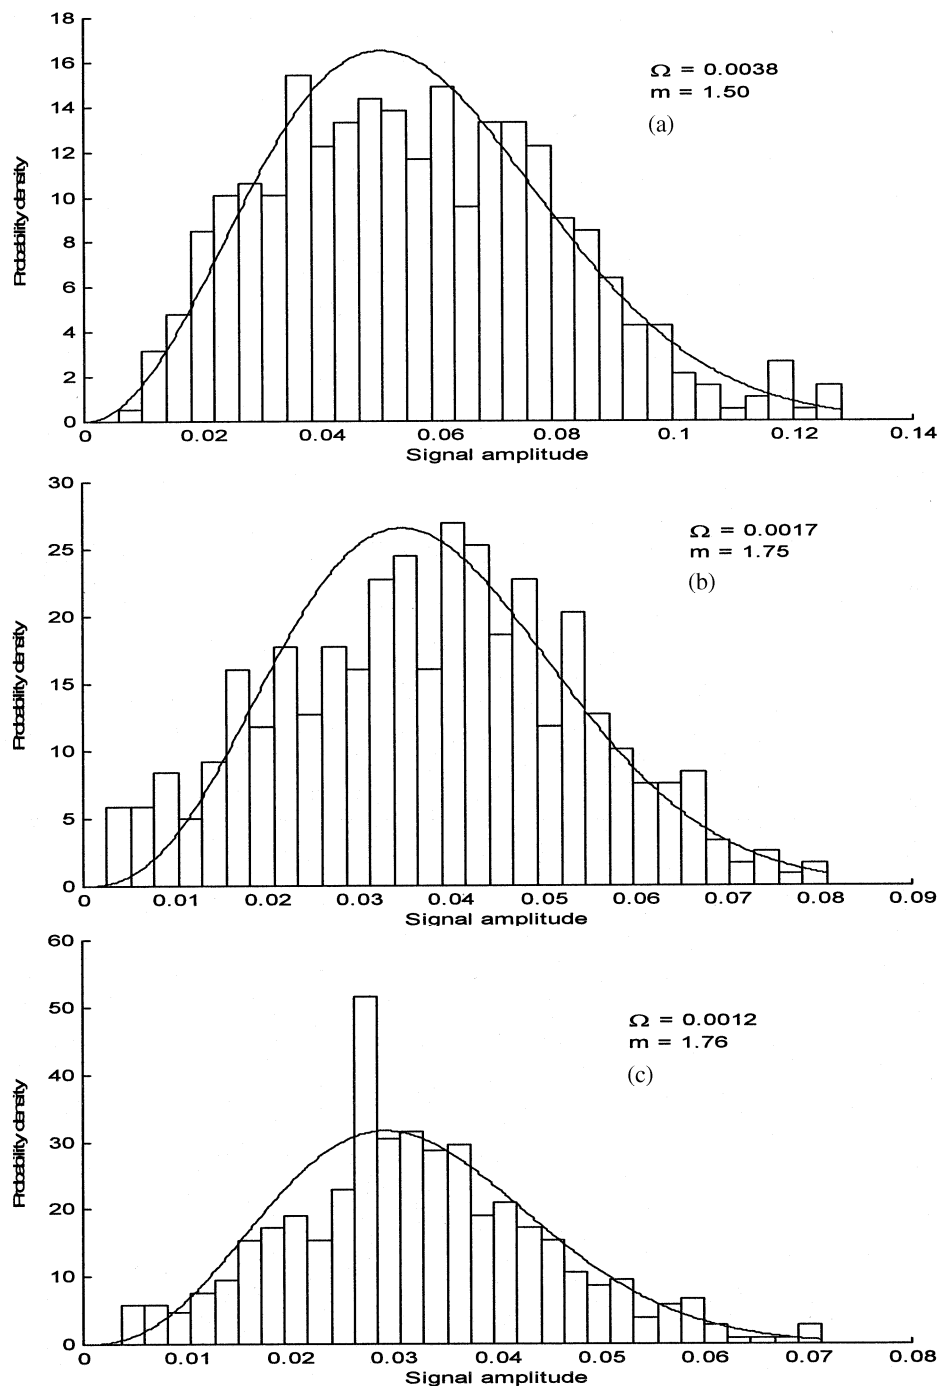 18
16
14
12
10
8
6
4
2
0
Probability density
Ω = 0.0038
m = 1.50
(a)
0 0.02 0.04 0.06 0.08 0.1 0.12 0.14
Signal amplitude
30
25
20
15
10
5
0
Probability density
Ω = 0.0017
m = 1.75
(b)
0 0.01 0.02 0.03 0.04 0.05 0.06 0.07 0.08 0.09
Signal amplitude
60
50
40
30
20
10
0
Probability density
Ω = 0.0012
m = 1.76
(c)
0 0.01 0.02 0.03 0.04 0.05 0.06 0.07 0.08
Signal amplitude